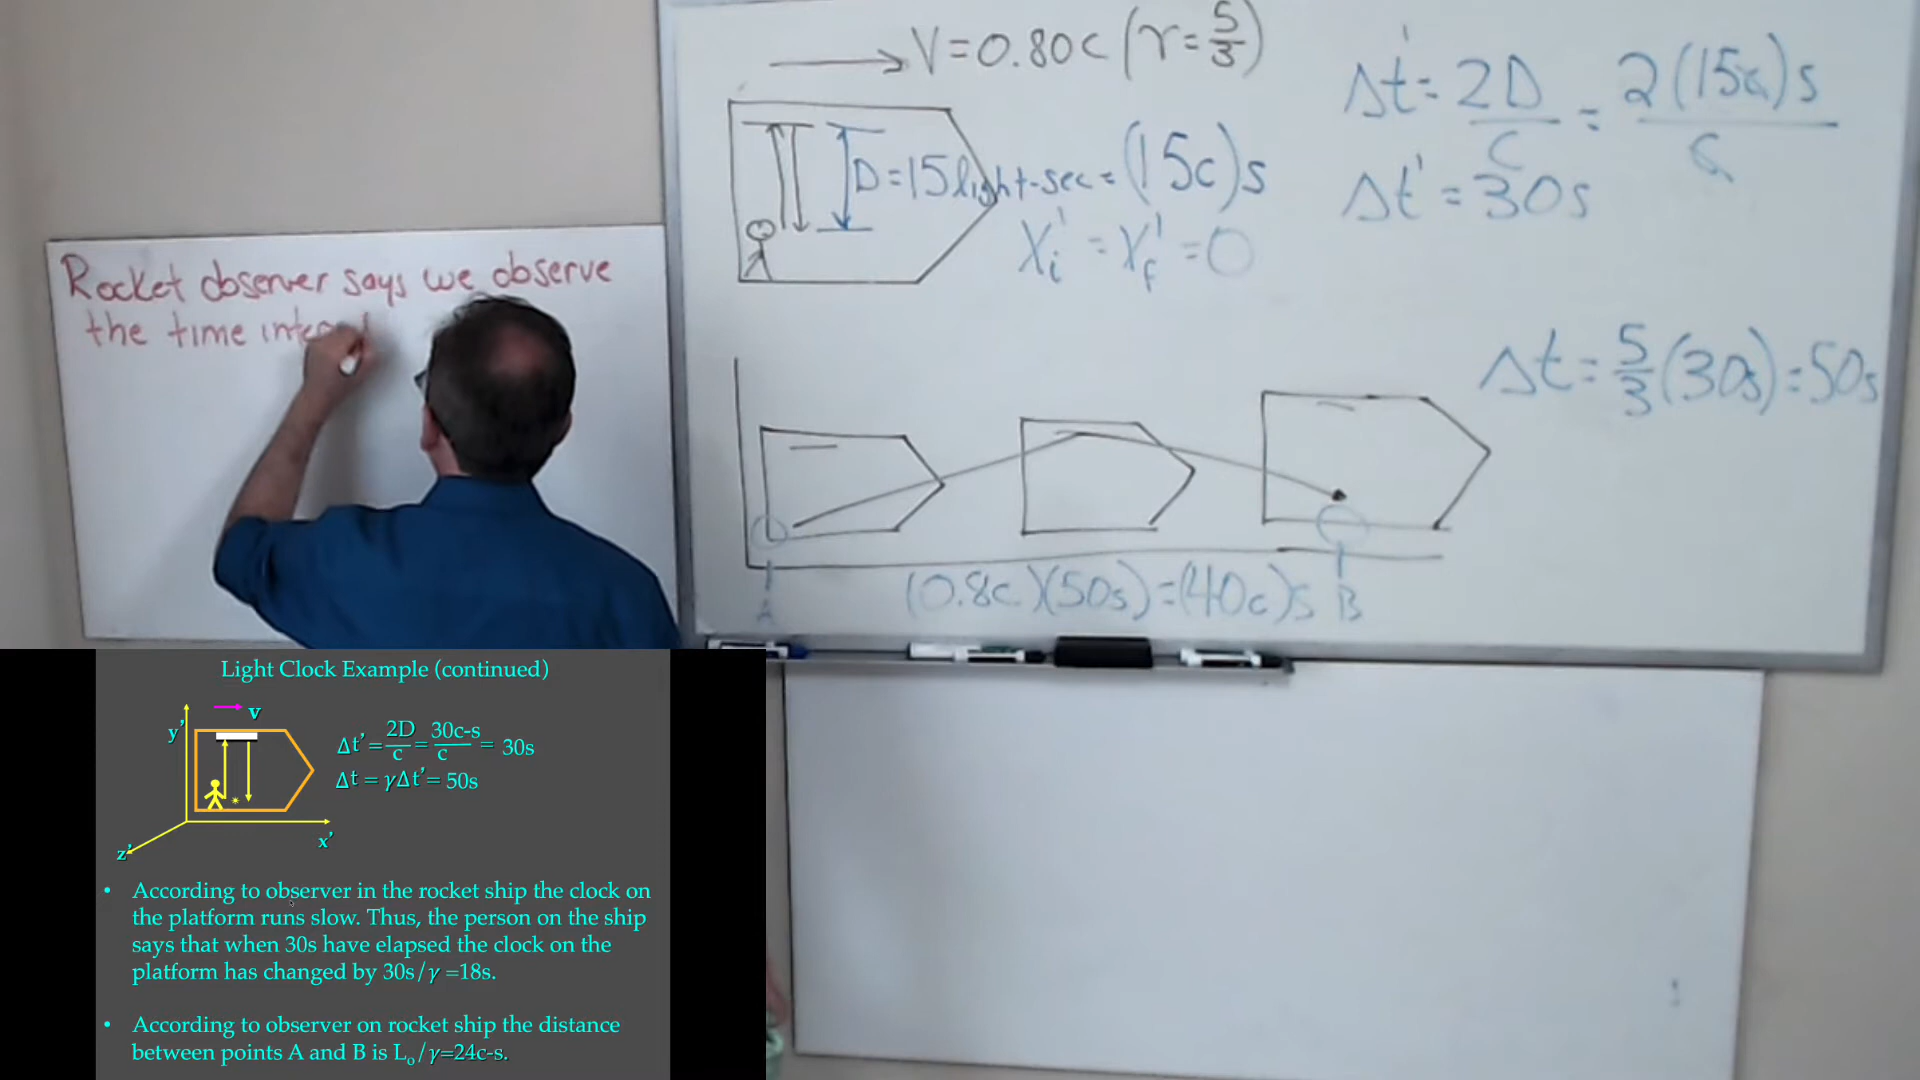 V=0.80c (γ=5/3)
Δt'=2D/c=2(15c)s/c
D=15light-sec=(15c)s
Δt'=30s
Xi'=Xf'=0
Rocket observer says we observe
the time
Δt=5/3(30s)=50s
(0.8c)(50s)=(40c)s
A
B
Light Clock Example (continued)
v
y'
Δt'=2D/c=30c-s/c=30s
Δt=γΔt'=50s
x'
z'
• According to observer in the rocket ship the clock on
the platform runs slow. Thus, the person on the ship
says that when 30s have elapsed the clock on the
platform has changed by 30s/γ =18s.
• According to observer on rocket ship the distance
between points A and B is Lo/γ=24c-s.